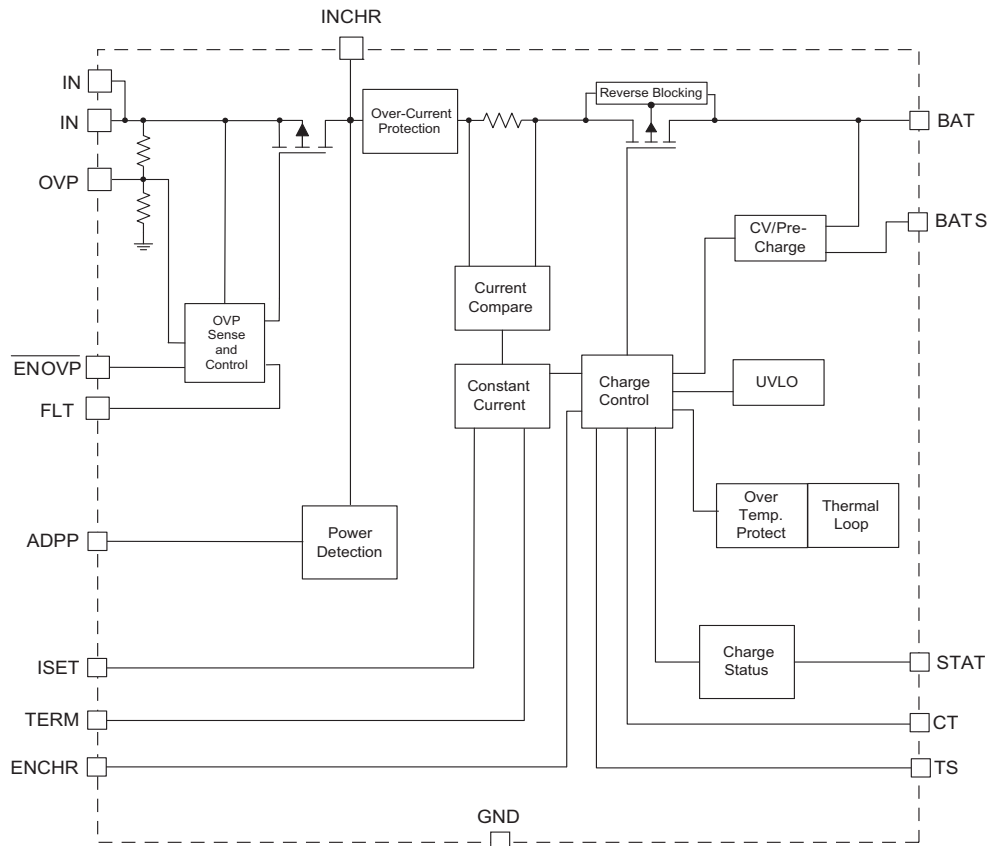 INCHR
IN
IN
OVP
ENOVP
FLT
ADPP
ISET
TERM
ENCHR
GND
BAT
BATS
STAT
CT
TS
Over-Current
Protection
Reverse Blocking
CV/Pre-
Charge
OVP
Sense
and
Control
Current
Compare
Constant
Current
Charge
Control
UVLO
Over
Temp.
Protect
Thermal
Loop
Power
Detection
Charge
Status